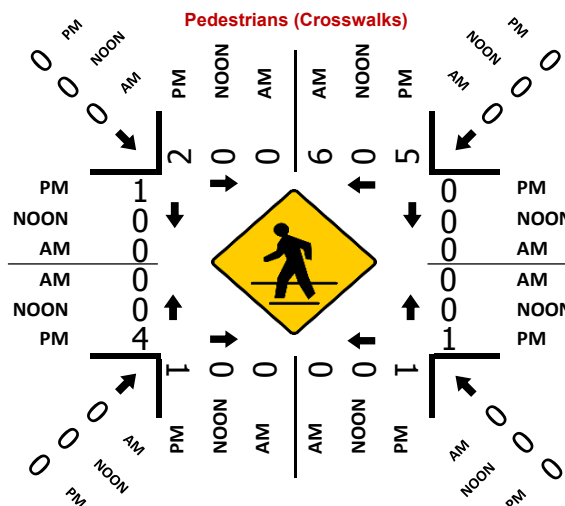 Pedestrians (Crosswalks)
0 PM
0 NOON
0 AM
PM NOON AM AM NOON PM
PM 0
NOON 0
AM 0
2 0 0 6 0 5
PM 1 0 PM
NOON 0 0 NOON
AM 0 0 AM
AM 0 0 AM
NOON 0 0 NOON
PM 4 1 PM
1 0 0 0 0 1
0 AM
0 NOON
0 PM
PM NOON AM AM NOON PM
AM 0
NOON 0
PM 0